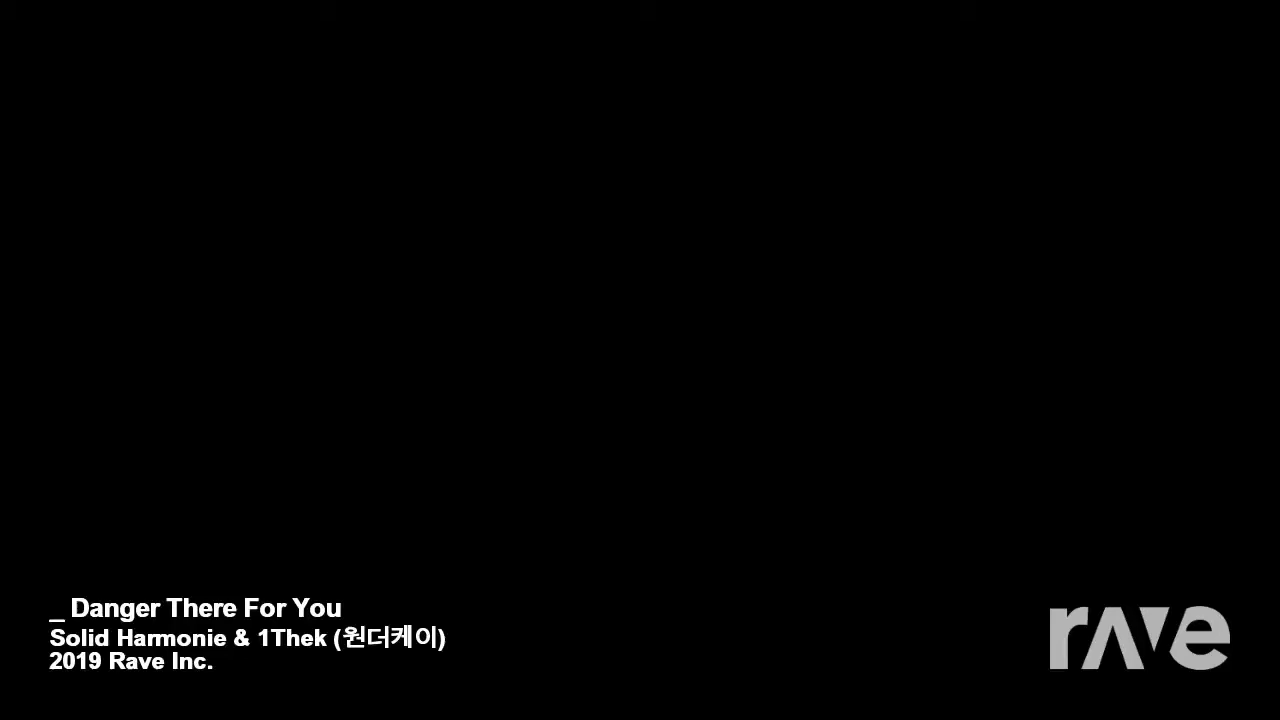 _ Danger There For You
Solid Harmonie & 1Thek (원더케이)
2019 Rave Inc.
rave